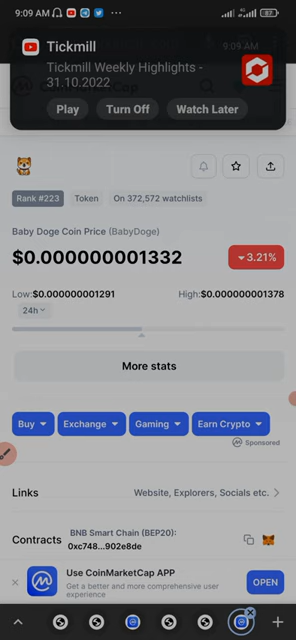 9:09 AM
87
Tickmill
9:09 AM
Tickmill Weekly Highlights -
31.10.2022
Play
Turn Off
Watch Later
Rank #223
Token
On 372,572 watchlists
Baby Doge Coin Price (BabyDoge)
$0.000000001332
3.21%
Low:$0.000000001291
High:$0.000000001378
24h
More stats
Buy
Exchange
Gaming
Earn Crypto
Sponsored
Links
Website, Explorers, Socials etc.
Contracts
BNB Smart Chain (BEP20):
0xc748...902e8de
Use CoinMarketCap APP
Get a better and more comprehensive user
experience
OPEN